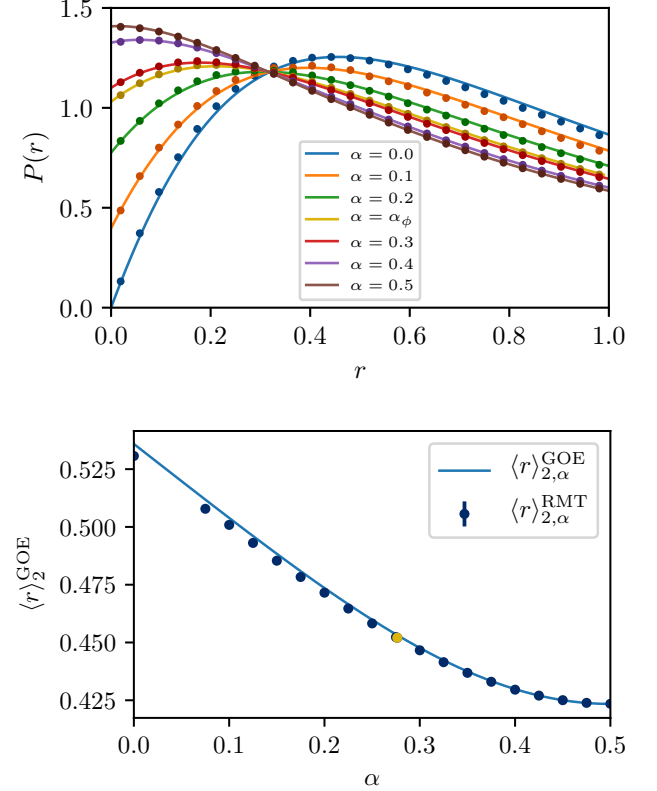 1.5
1.0
0.5
0.0
P(r)
α = 0.0
α = 0.1
α = 0.2
α = α_ϕ
α = 0.3
α = 0.4
α = 0.5
0.0 0.2 0.4 0.6 0.8 1.0
r
0.525
0.500
0.475
0.450
0.425
⟨r⟩₂^GOE
⟨r⟩_{2,α}^GOE
⟨r⟩_{2,α}^RMT
0.0 0.1 0.2 0.3 0.4 0.5
α